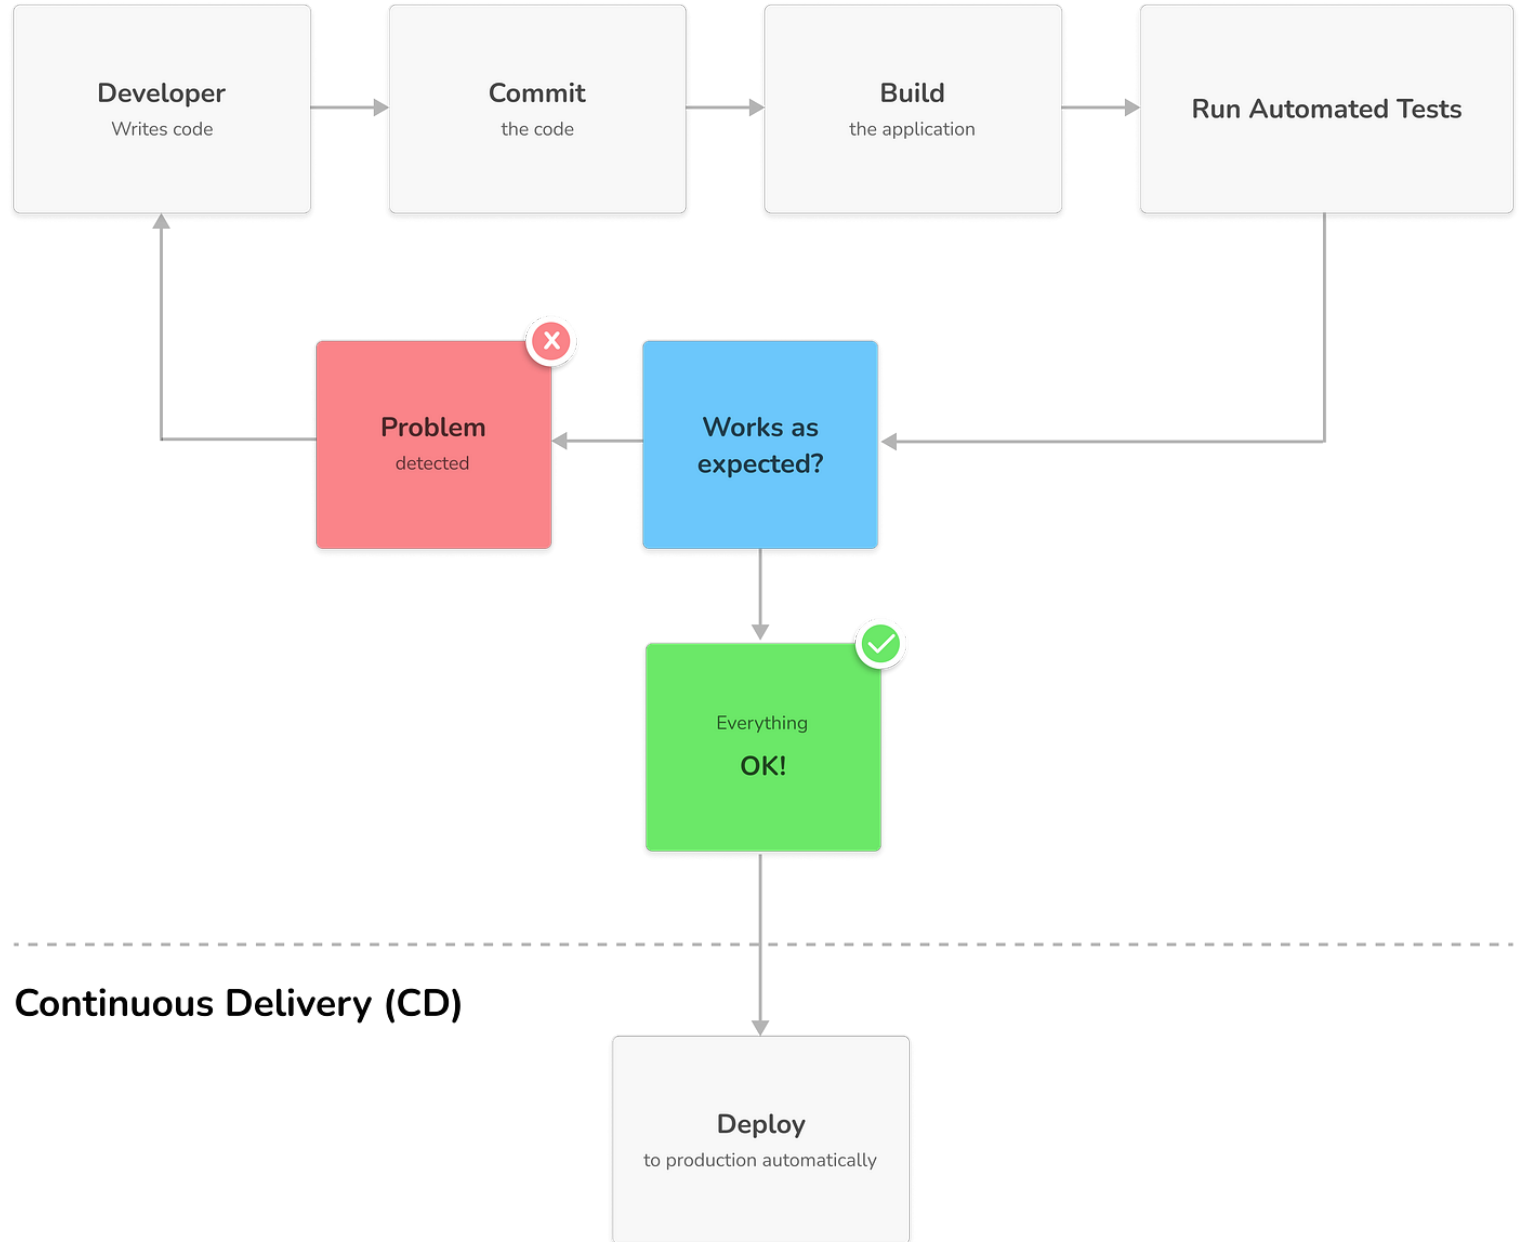 Developer
Writes code
Commit
the code
Build
the application
Run Automated Tests
Problem
detected
Works as
expected?
Everything
OK!
Continuous Delivery (CD)
Deploy
to production automatically